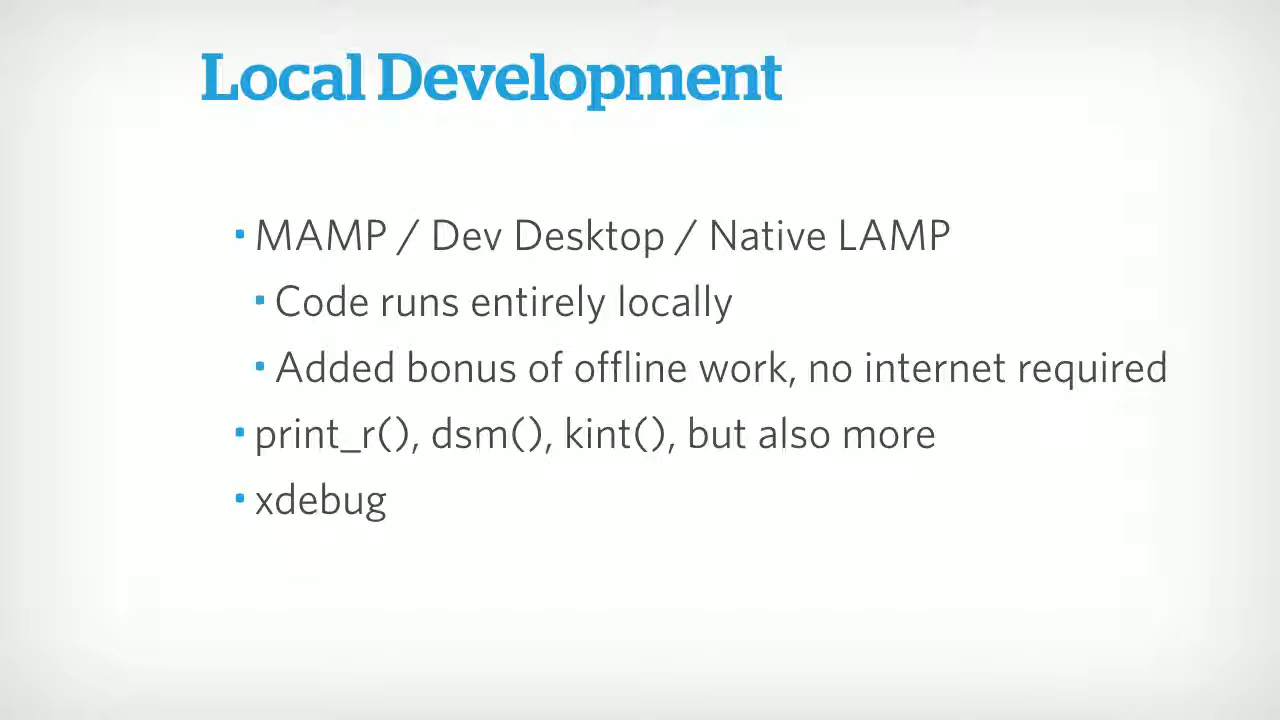 Local Development
▪ MAMP / Dev Desktop / Native LAMP
▪ Code runs entirely locally
▪ Added bonus of offline work, no internet required
▪ print_r(), dsm(), kint(), but also more
▪ xdebug